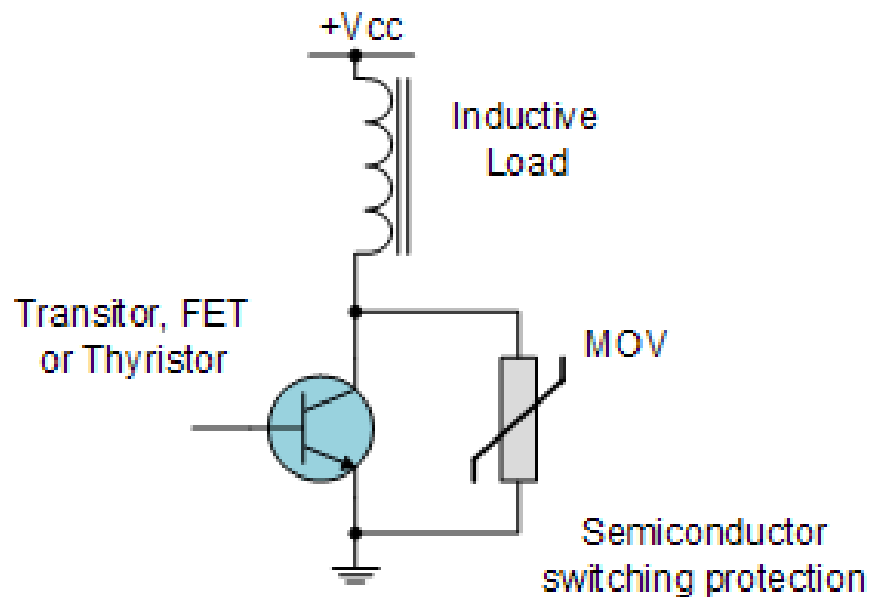 +Vcc
Inductive
Load
Transitor, FET
or Thyristor
MOV
Semiconductor
switching protection